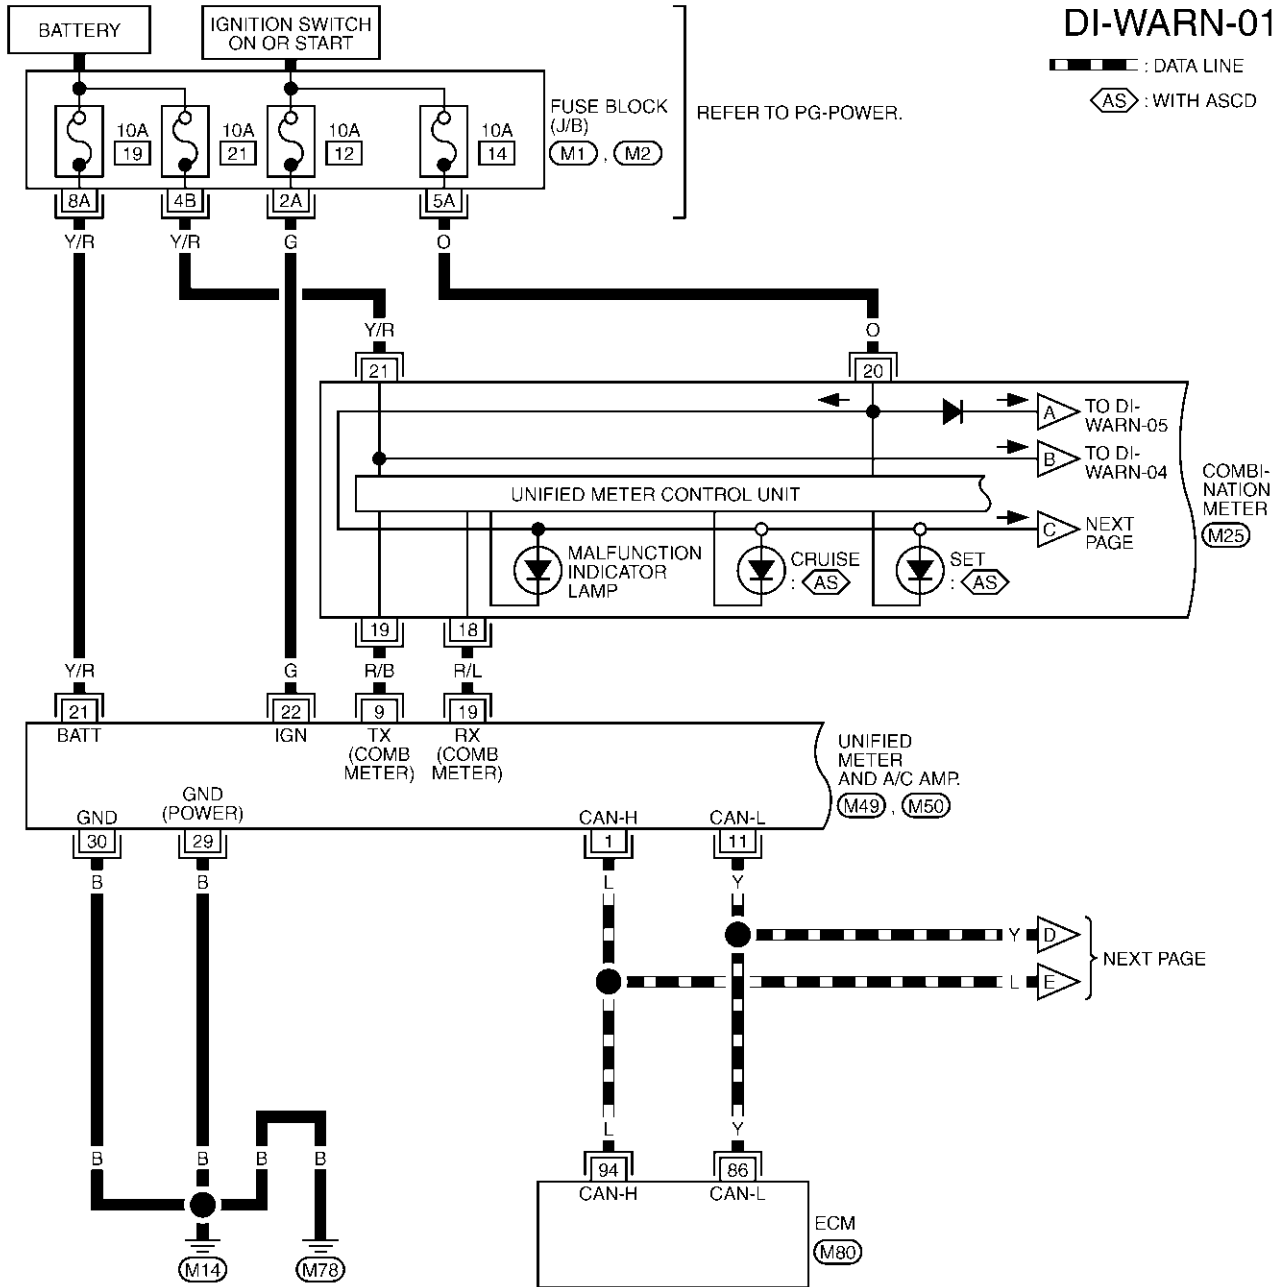 DI-WARN-01
BATTERY
IGNITION SWITCH
ON OR START
: DATA LINE
AS : WITH ASCD
10A
19
10A
21
10A
12
10A
14
FUSE BLOCK
(J/B)
M1 , M2
REFER TO PG-POWER.
8A
4B
2A
5A
Y/R
Y/R
G
O
Y/R
O
21
20
A
TO DI-
WARN-05
B
TO DI-
WARN-04
UNIFIED METER CONTROL UNIT
COMBI-
NATION
METER
M25
C
NEXT
PAGE
MALFUNCTION
INDICATOR
LAMP
CRUISE
: AS
SET
: AS
19
18
Y/R
G
R/B
R/L
21
22
9
19
BATT
IGN
TX
(COMB
METER)
RX
(COMB
METER)
UNIFIED
METER
AND A/C AMP.
M49 , M50
GND
GND
(POWER)
CAN-H
CAN-L
30
29
1
11
B
B
L
Y
Y
D
L
E
NEXT PAGE
B
B
B
B
L
Y
94
86
CAN-H
CAN-L
ECM
M80
M14
M78